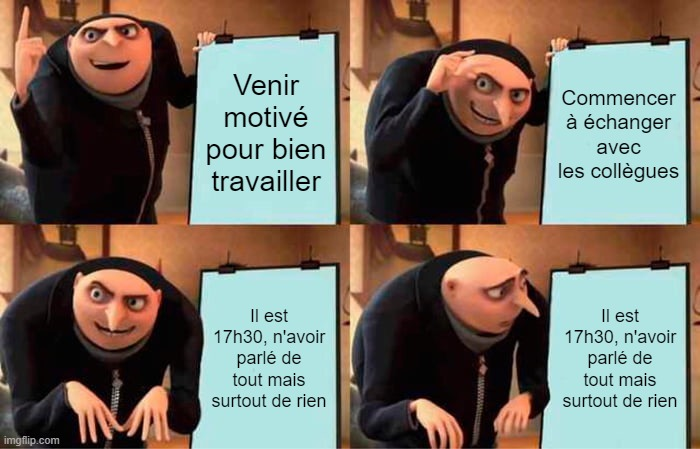 Venir
motivé
pour bien
travailler
Commencer
à échanger
avec
les collègues
Il est
17h30, n'avoir
parlé de
tout mais
surtout de rien
Il est
17h30, n'avoir
parlé de
tout mais
surtout de rien
imgflip.com